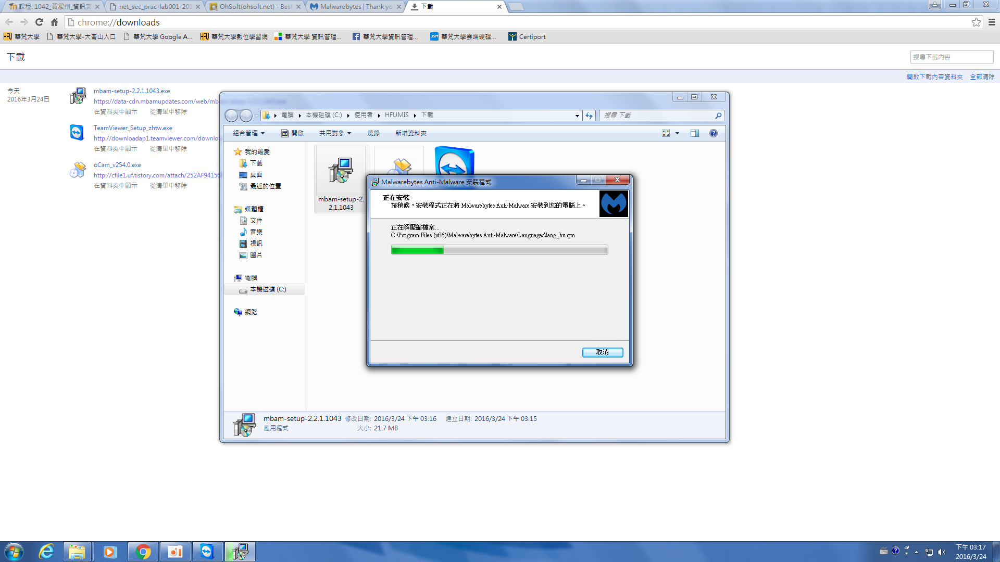 課程: 1042_黃履州_資訊安
net_sec_prac-lab001-201
OhSoft(ohsoft.net) - Best
Malwarebytes | Thank yo
下載
chrome://downloads
華梵大學
華梵大學-大崙山入口
華梵大學 Google A...
華梵大學數位學習網
華梵大學 資訊管理...
華梵大學資訊管理...
華梵大學雲端硬碟...
Certiport
下載
搜尋下載內容
開啟下載內容資料夾 全部清除
今天
2016年3月24日
mbam-setup-2.2.1.1043.exe
https://data-cdn.mbamupdates.com/web/mb
在資料夾中顯示 從清單中移除
TeamViewer_Setup_zhtw.exe
http://downloadap1.teamviewer.com/downlo
在資料夾中顯示 從清單中移除
oCam_v254.0.exe
http://cfile1.uf.tistory.com/attach/252AF94156
在資料夾中顯示 從清單中移除
電腦 本機磁碟 (C:) 使用者 HFUMIS 下載
搜尋 下載
組合管理 開啟 共用對象 燒錄 新增資料夾
我的最愛
下載
桌面
最近的位置
媒體櫃
文件
音樂
視訊
圖片
電腦
本機磁碟 (C:)
網路
mbam-setup-2.
2.1.1043
Malwarebytes Anti-Malware 安裝程式
正在安裝
請稍候，安裝程式正在將 Malwarebytes Anti-Malware 安裝到您的電腦上。
正在解壓縮檔案...
C:\Program Files (x86)\Malwarebytes Anti-Malware\Languages\lang_hu.qm
取消
mbam-setup-2.2.1.1043 修改日期: 2016/3/24 下午 03:16 建立日期: 2016/3/24 下午 03:15
應用程式 大小: 21.7 MB
下午 03:17
2016/3/24